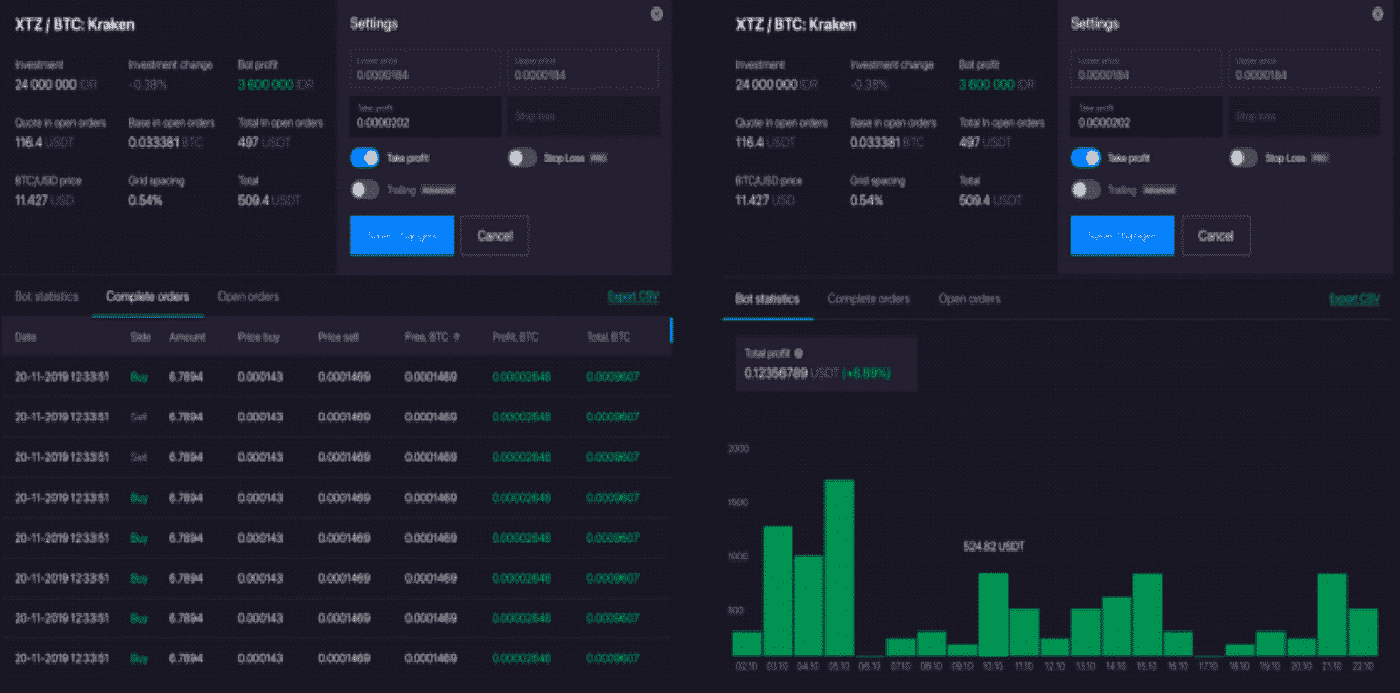 XTZ / BTC: Kraken
Investment Investment change Bot profit
24 000 000 IDR -0.38% 3 600 000 IDR
Quote in open orders Base in open orders Total in open orders
116.4 USDT 0.033381 BTC 497 USDT
BTC/USD price Grid spacing Total
11.427 USD 0.54% 509.4 USDT
Settings
Lower price Upper price
0.0000184 0.0000184
Take profit
0.0000202 Stop loss
Take profit Stop Loss PRO
Trailing
Cancel
Bot statistics Complete orders Open orders Export CSV
Date Side Amount Price buy Price sell Free, BTC Profit, BTC Total, BTC
20-11-2019 12:33:51 Buy 6.7894 0.000143 0.0001469 0.0001469 0.00002648 0.0009607
20-11-2019 12:33:51 Sell 6.7894 0.000143 0.0001469 0.0001469 0.00002648 0.0009607
20-11-2019 12:33:51 Sell 6.7894 0.000143 0.0001469 0.0001469 0.00002648 0.0009607
20-11-2019 12:33:51 Buy 6.7894 0.000143 0.0001469 0.0001469 0.00002648 0.0009607
20-11-2019 12:33:51 Buy 6.7894 0.000143 0.0001469 0.0001469 0.00002648 0.0009607
20-11-2019 12:33:51 Buy 6.7894 0.000143 0.0001469 0.0001469 0.00002648 0.0009607
20-11-2019 12:33:51 Buy 6.7894 0.000143 0.0001469 0.0001469 0.00002648 0.0009607
20-11-2019 12:33:51 Buy 6.7894 0.000143 0.0001469 0.0001469 0.00002648 0.0009607
XTZ / BTC: Kraken
Investment Investment change Bot profit
24 000 000 IDR -0.38% 3 600 000 IDR
Quote in open orders Base in open orders Total in open orders
116.4 USDT 0.033381 BTC 497 USDT
BTC/USD price Grid spacing Total
11.427 USD 0.54% 509.4 USDT
Settings
Lower price Upper price
0.0000184 0.0000184
Take profit
0.0000202 Stop loss
Take profit Stop Loss PRO
Trailing
Cancel
Bot statistics Complete orders Open orders Export CSV
Total profit
0.12356789 USDT (+8.89%)
2000
1500
524.82 USDT
1000
500
02.10 03.10 04.10 05.10 06.10 07.10 08.10 09.10 10.10 11.10 12.10 13.10 14.10 15.10 16.10 17.10 18.10 19.10 20.10 21.10 22.10